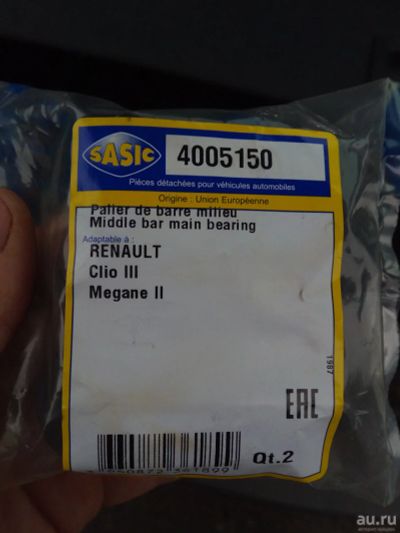 SASIC
4005150
Pièces détachées pour véhicules automobiles
Origine : Union Européenne
Palier de barre milieu
Middle bar main bearing
Adaptable à :
RENAULT
Clio III
Megane II
1987
EAC
Qt.2
au.ru